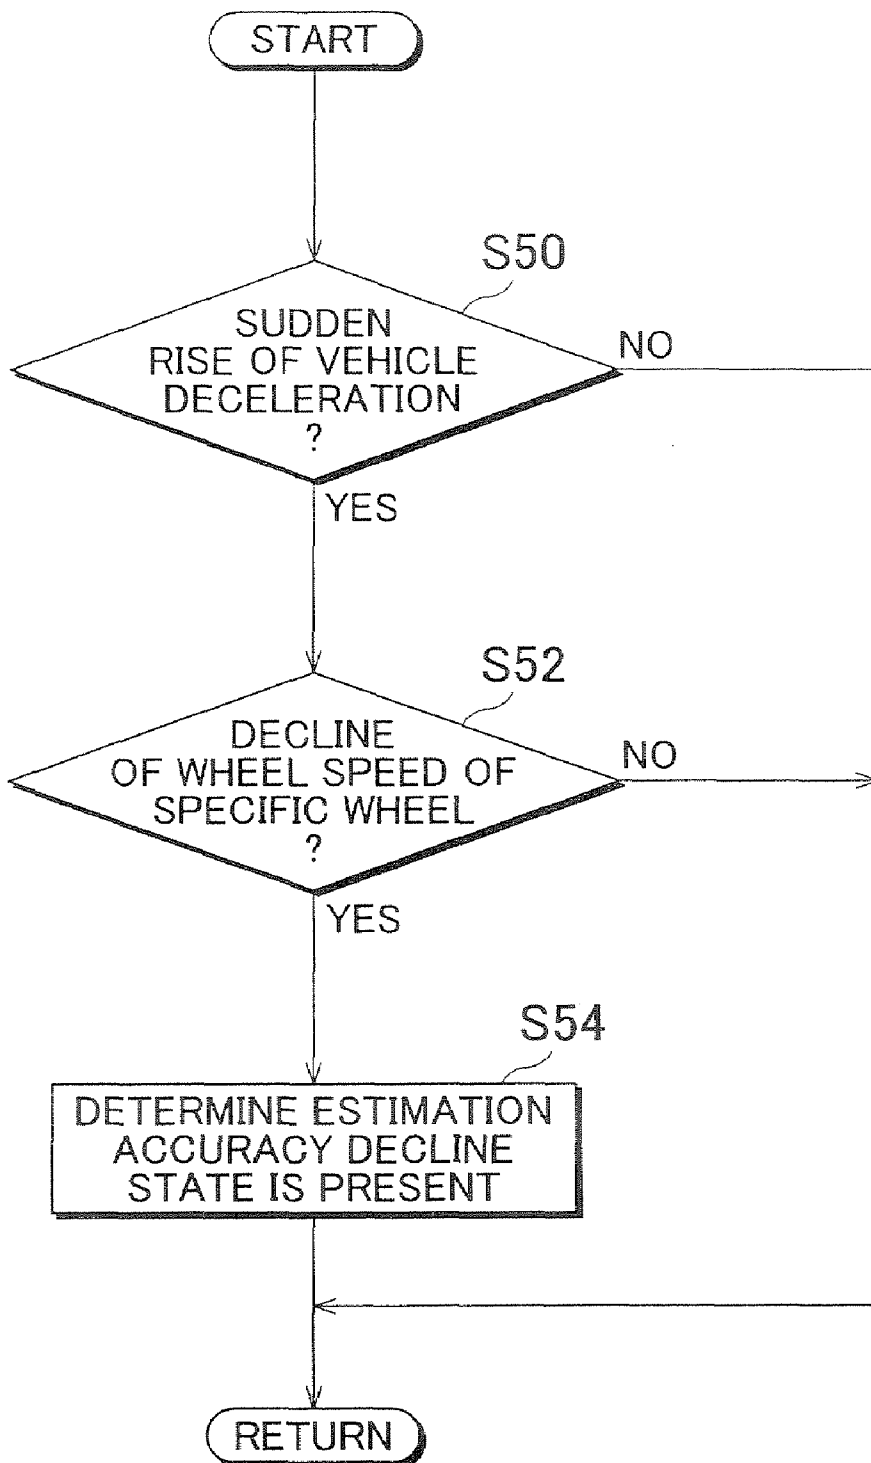 START
S50
SUDDEN
RISE OF VEHICLE
DECELERATION
?
NO
YES
S52
DECLINE
OF WHEEL SPEED OF
SPECIFIC WHEEL
?
NO
YES
S54
DETERMINE ESTIMATION
ACCURACY DECLINE
STATE IS PRESENT
RETURN